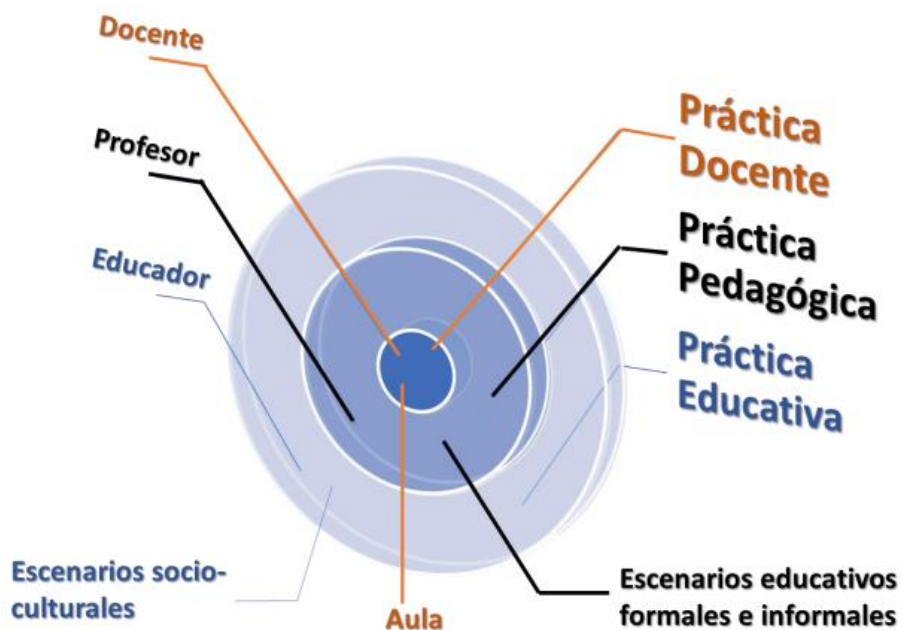 Docente
Profesor
Educador
Práctica
Docente
Práctica
Pedagógica
Práctica
Educativa
Escenarios socio-
culturales
Aula
Escenarios educativos
formales e informales